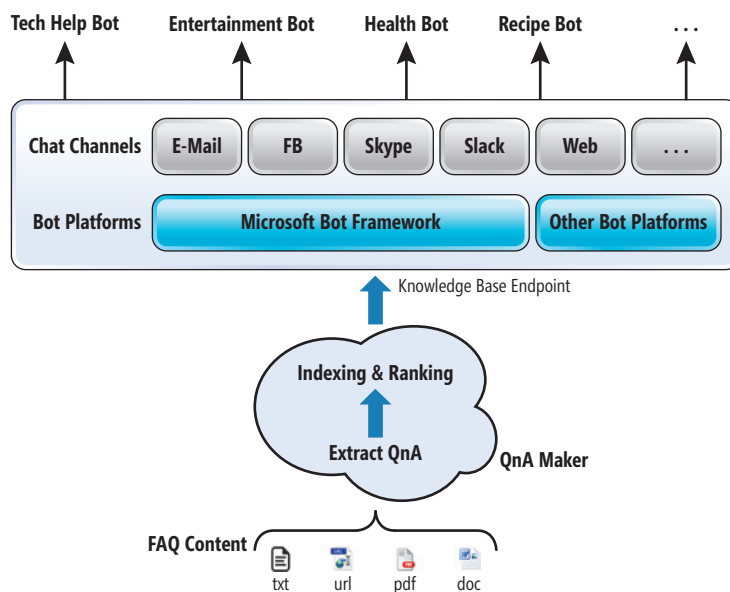 Tech Help Bot Entertainment Bot Health Bot Recipe Bot ...
Chat Channels E-Mail FB Skype Slack Web ...
Bot Platforms Microsoft Bot Framework Other Bot Platforms
Knowledge Base Endpoint
Indexing & Ranking
Extract QnA
QnA Maker
FAQ Content
txt url pdf doc